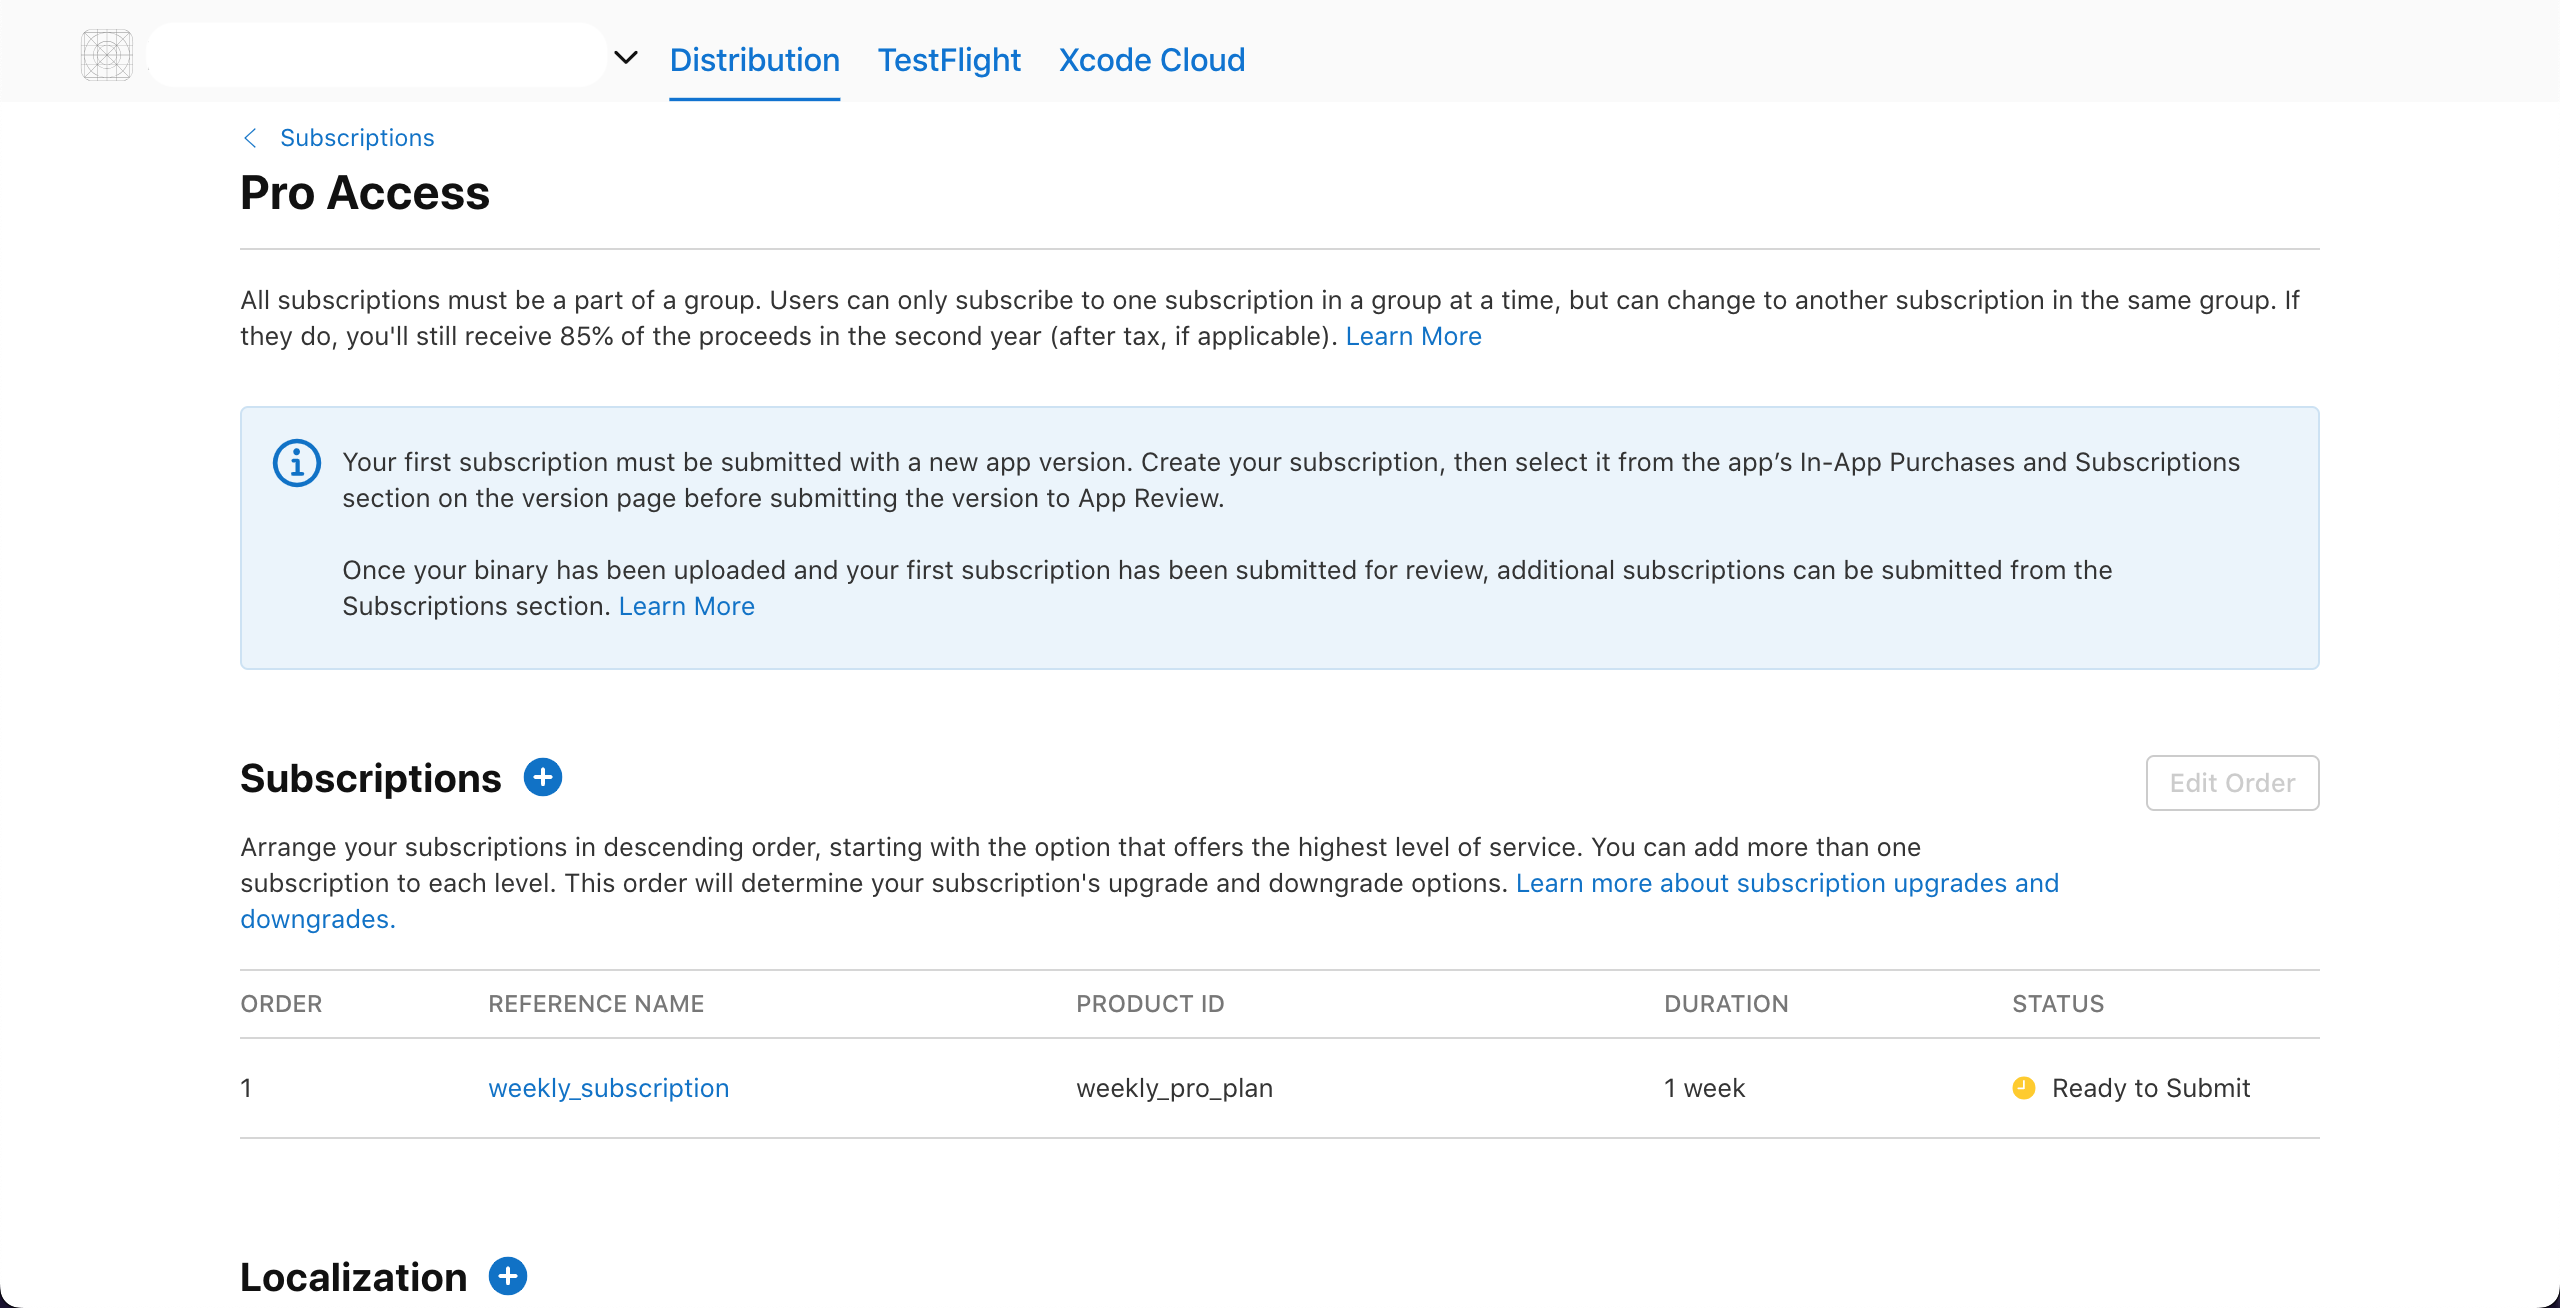 Distribution TestFlight Xcode Cloud
Subscriptions
Pro Access
All subscriptions must be a part of a group. Users can only subscribe to one subscription in a group at a time, but can change to another subscription in the same group. If
they do, you'll still receive 85% of the proceeds in the second year (after tax, if applicable). Learn More
Your first subscription must be submitted with a new app version. Create your subscription, then select it from the app’s In-App Purchases and Subscriptions
section on the version page before submitting the version to App Review.
Once your binary has been uploaded and your first subscription has been submitted for review, additional subscriptions can be submitted from the
Subscriptions section. Learn More
Subscriptions
Edit Order
Arrange your subscriptions in descending order, starting with the option that offers the highest level of service. You can add more than one
subscription to each level. This order will determine your subscription's upgrade and downgrade options. Learn more about subscription upgrades and
downgrades.
ORDER REFERENCE NAME PRODUCT ID DURATION STATUS
1 weekly_subscription weekly_pro_plan 1 week Ready to Submit
Localization